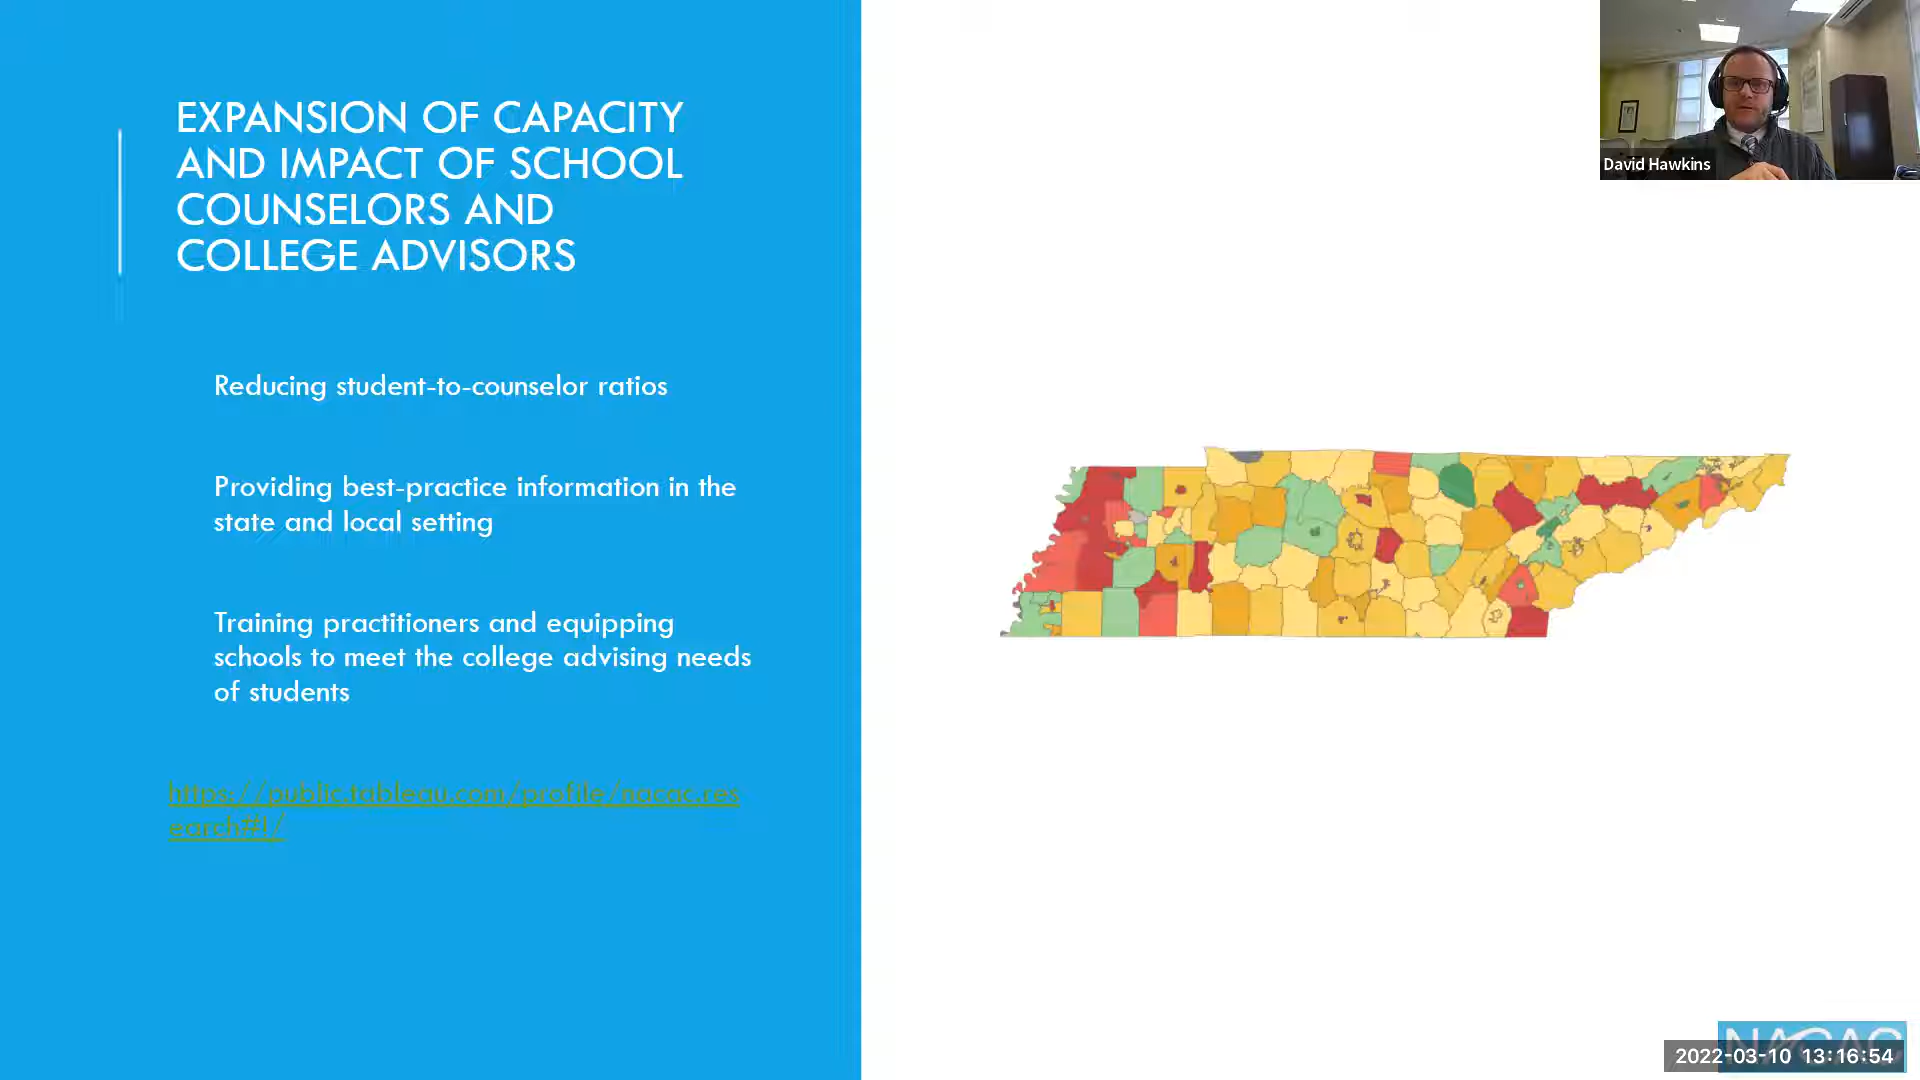 EXPANSION OF CAPACITY
AND IMPACT OF SCHOOL
COUNSELORS AND
COLLEGE ADVISORS
Reducing student-to-counselor ratios
Providing best-practice information in the
state and local setting
Training practitioners and equipping
schools to meet the college advising needs
of students
https://public.tableau.com/profile/nacac.res
earch#!/
David Hawkins
NACAC
2022-03-10 13:16:54